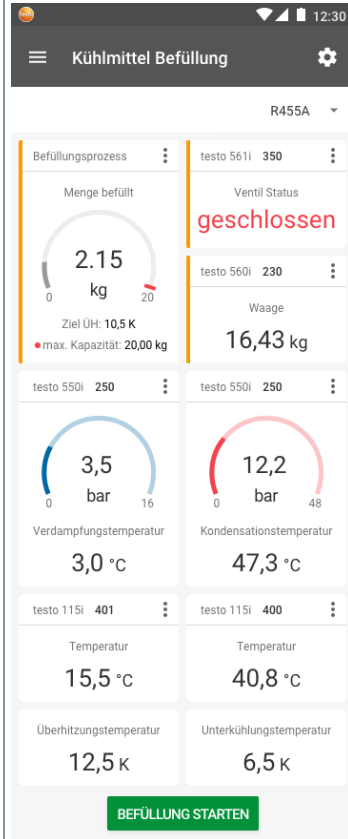 12:30
Kühlmittel Befüllung
R455A
Befüllungsprozess
Menge befüllt
2.15
kg
0 20
Ziel ÜH: 10,5 K
max. Kapazität: 20,00 kg
testo 561i 350
Ventil Status
geschlossen
testo 560i 230
Waage
16,43 kg
testo 550i 250
3,5
bar
0 16
Verdampfungstemperatur
3,0 °C
testo 550i 250
12,2
bar
0 48
Kondensationstemperatur
47,3 °C
testo 115i 401
Temperatur
15,5 °C
testo 115i 400
Temperatur
40,8 °C
Überhitzungstemperatur
12,5 K
Unterkühlungstemperatur
6,5 K
BEFÜLLUNG STARTEN